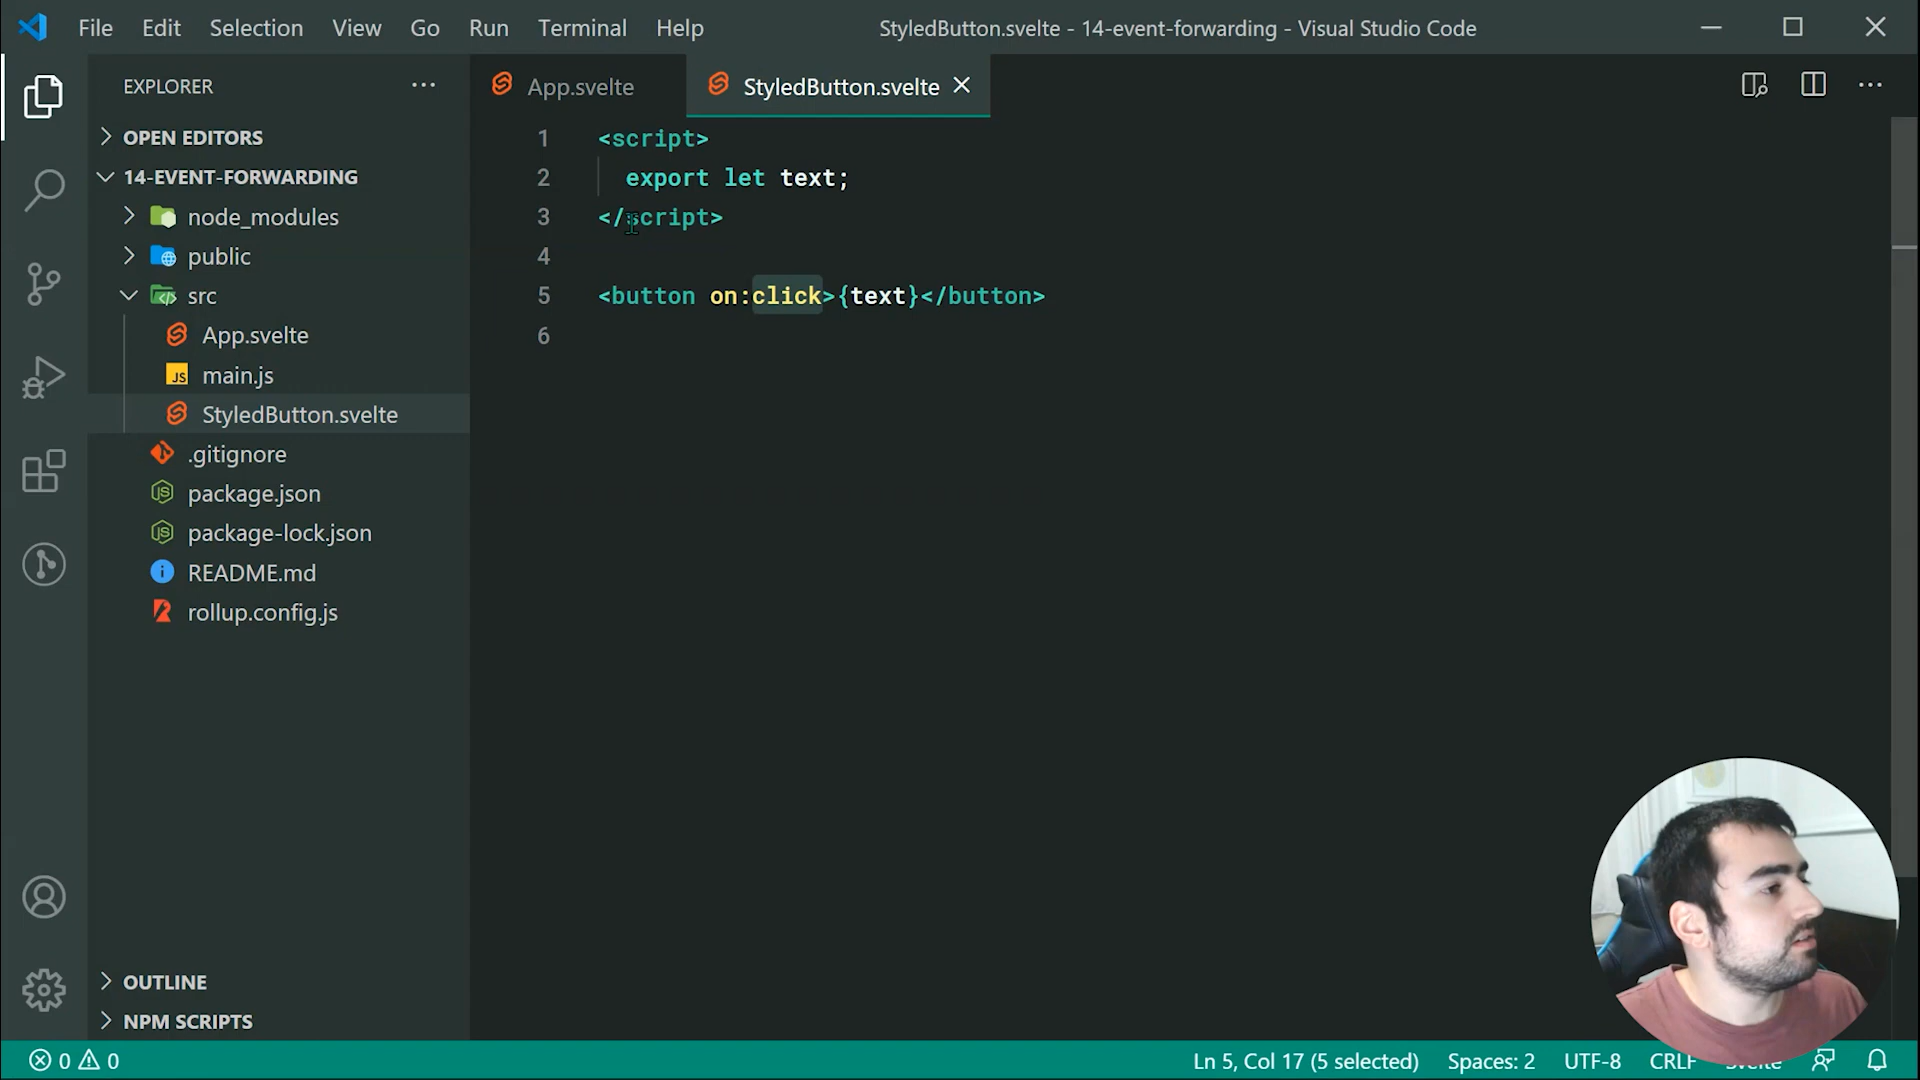 File Edit Selection View Go Run Terminal Help StyledButton.svelte - 14-event-forwarding - Visual Studio Code
EXPLORER
OPEN EDITORS
14-EVENT-FORWARDING
node_modules
public
src
App.svelte
JS main.js
StyledButton.svelte
.gitignore
package.json
package-lock.json
README.md
rollup.config.js
OUTLINE
NPM SCRIPTS
App.svelte StyledButton.svelte
1 <script>
2 export let text;
3 </script>
4
5 <button on:click>{text}</button>
6
0 0 Ln 5, Col 17 (5 selected) Spaces: 2 UTF-8 CRLF Svelte